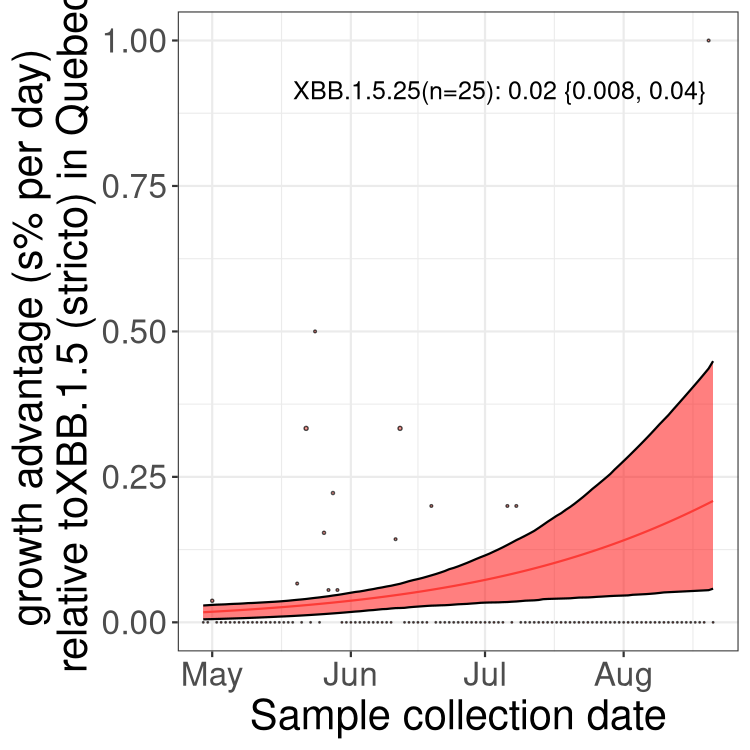 growth advantage (s% per day)
relative toXBB.1.5 (stricto) in Quebec
1.00
0.75
0.50
0.25
0.00
XBB.1.5.25(n=25): 0.02 {0.008, 0.04}
May Jun Jul Aug
Sample collection date